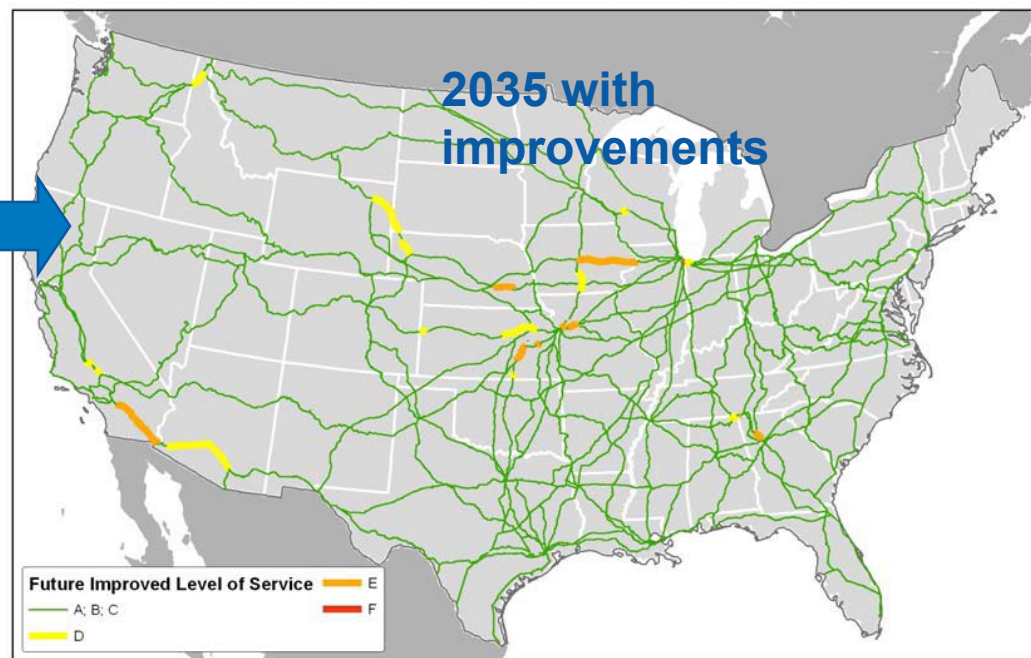 2035 with
improvements
Future Improved Level of Service
A; B; C
D
E
F